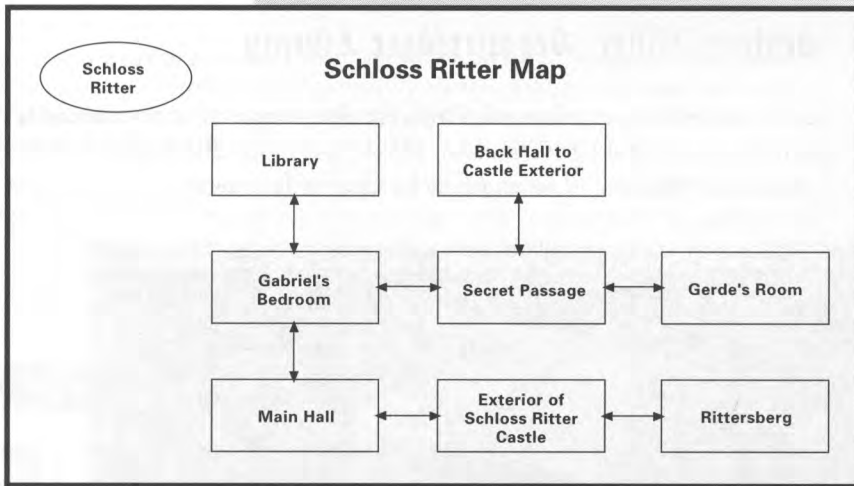 Schloss
Ritter
Schloss Ritter Map
Library
Back Hall to
Castle Exterior
Gabriel's
Bedroom
Secret Passage
Gerde's Room
Main Hall
Exterior of
Schloss Ritter
Castle
Rittersberg